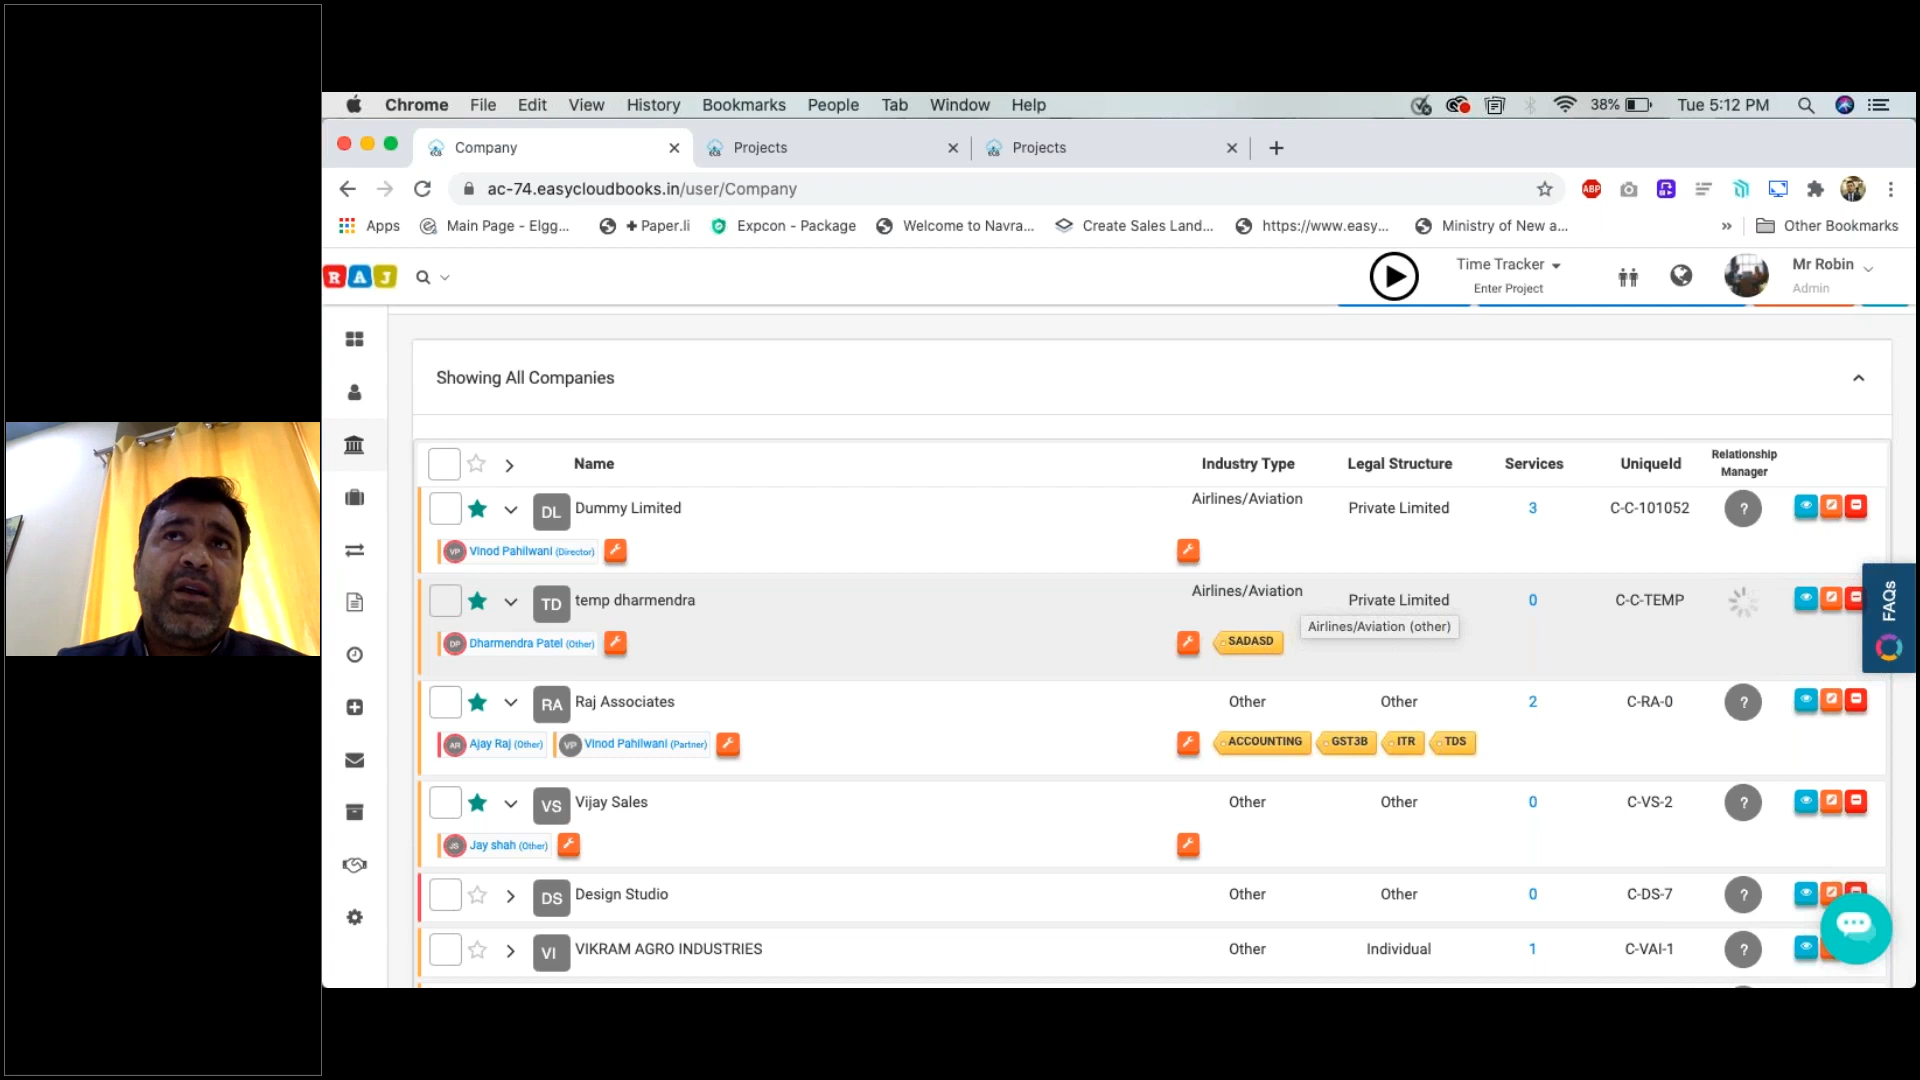 Chrome File Edit View History Bookmarks People Tab Window Help 38% Tue 5:12 PM
Company Projects Projects
ac-74.easycloudbooks.in/user/Company ABP
Apps Main Page - Elgg... + Paper.li Expcon - Package Welcome to Navra... Create Sales Land... https://www.easy... Ministry of New a... » Other Bookmarks
RAJ Time Tracker Enter Project Mr Robin Admin
Showing All Companies
Name Industry Type Legal Structure Services UniqueId Relationship Manager
DL Dummy Limited Airlines/Aviation Private Limited 3 C-C-101052 ?
VP Vinod Pahilwani (Director)
TD temp dharmendra Airlines/Aviation Private Limited 0 C-C-TEMP
DP Dharmendra Patel (Other) SADASD Airlines/Aviation (other)
RA Raj Associates Other Other 2 C-RA-0 ?
AR Ajay Raj (Other) VP Vinod Pahilwani (Partner) ACCOUNTING GST3B ITR TDS
VS Vijay Sales Other Other 0 C-VS-2 ?
JS Jay shah (Other)
DS Design Studio Other Other 0 C-DS-7 ?
VI VIKRAM AGRO INDUSTRIES Other Individual 1 C-VAI-1 ?
FAQs